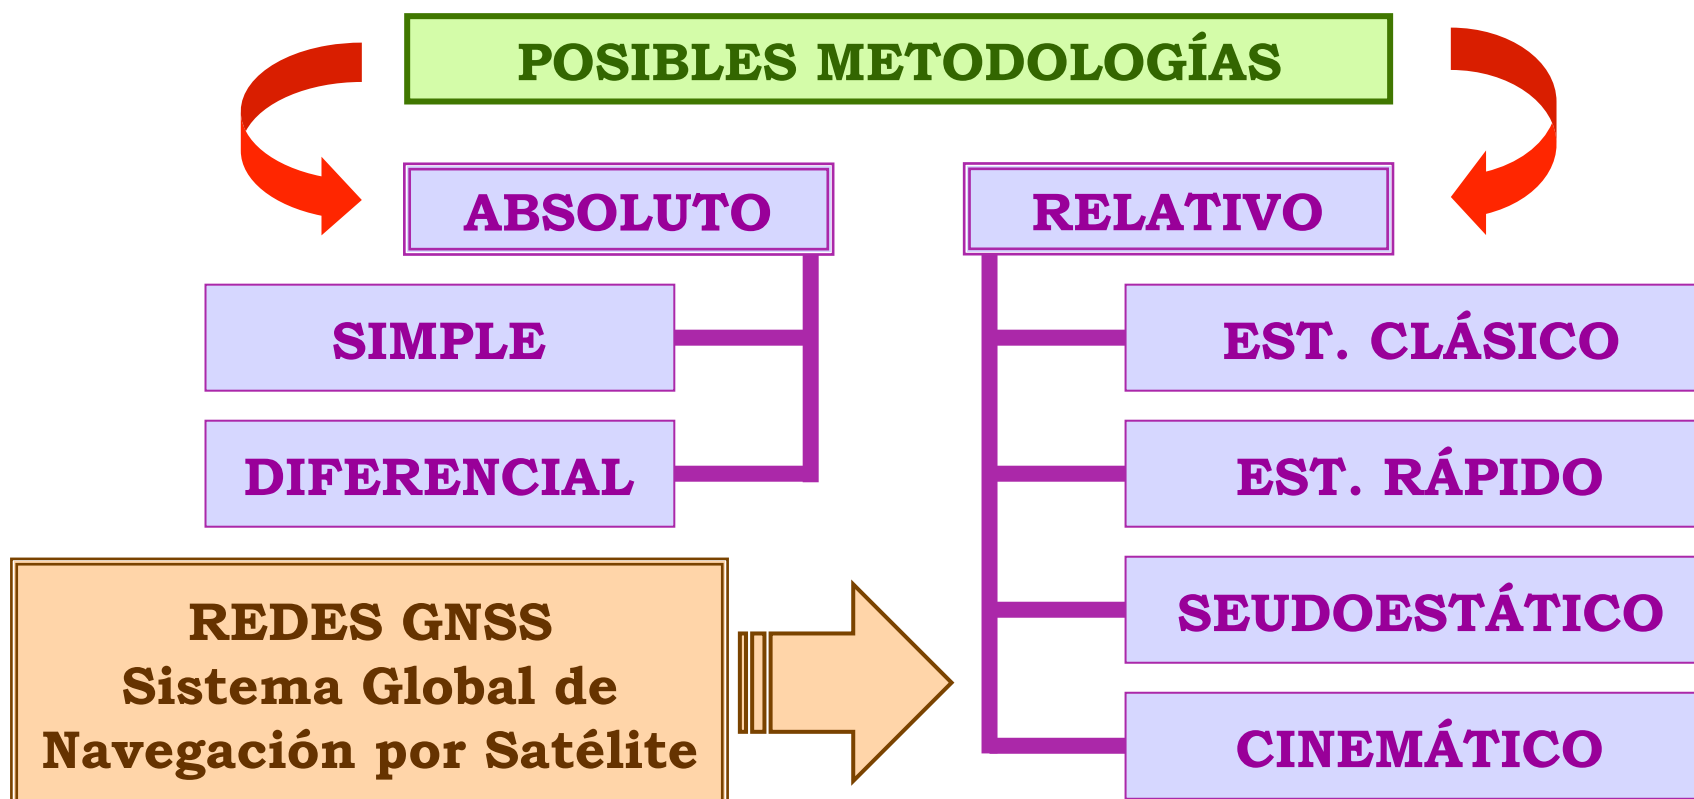 POSIBLES METODOLOGÍAS
ABSOLUTO
SIMPLE
DIFERENCIAL
RELATIVO
EST. CLÁSICO
EST. RÁPIDO
SEUDOESTÁTICO
CINEMÁTICO
REDES GNSS
Sistema Global de
Navegación por Satélite